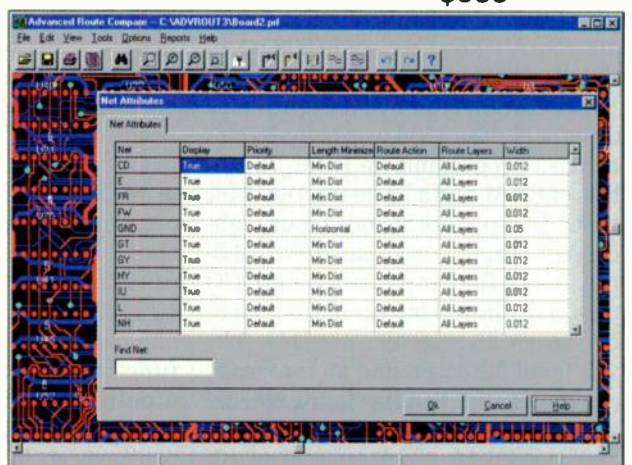 Advanced Route Compare - C:\ADVROUT3\Board2.prf
File Edit View Tools Options Reports Help
Net Attributes
Net Attributes
Net Display Priority Length Minimize Route Action Route Layers Width
CD True Default Min Dist Default All Layers 0.012
E True Default Min Dist Default All Layers 0.012
FR True Default Min Dist Default All Layers 0.012
FW True Default Min Dist Default All Layers 0.012
GND True Default Horizontal Default All Layers 0.05
GT True Default Min Dist Default All Layers 0.012
GY True Default Min Dist Default All Layers 0.012
HY True Default Min Dist Default All Layers 0.012
IU True Default Min Dist Default All Layers 0.012
L True Default Min Dist Default All Layers 0.012
NH True Default Min Dist Default All Layers 0.012
Find Net:
Ok Cancel Help